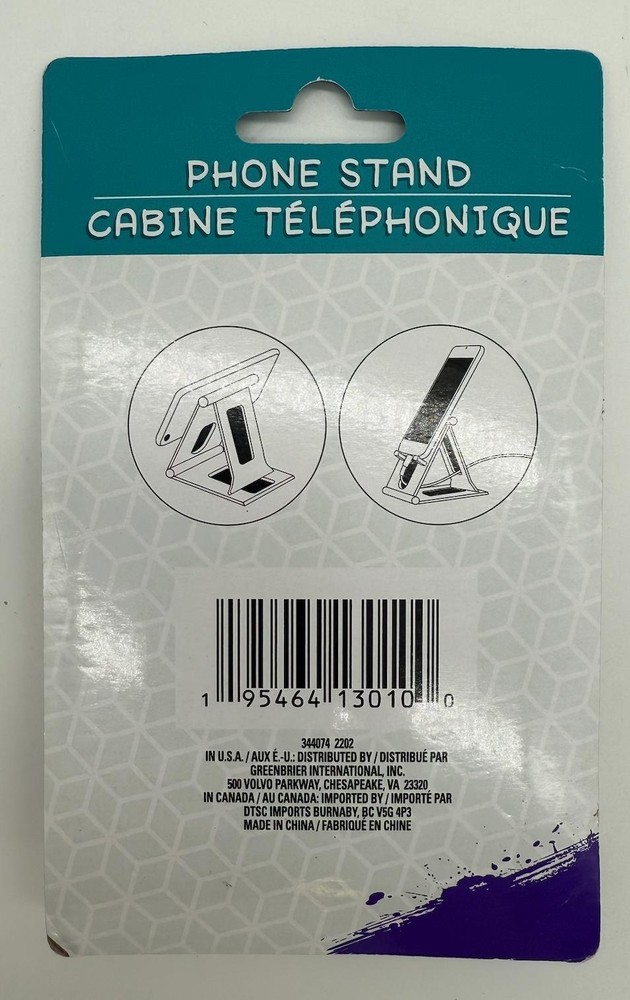 PHONE STAND
CABINE TÉLÉPHONIQUE
1 95464 13010 0
344074 2202
IN U.S.A. / AUX É.-U.: DISTRIBUTED BY / DISTRIBUÉ PAR
GREENBRIER INTERNATIONAL, INC.
500 VOLVO PARKWAY, CHESAPEAKE, VA 23320
IN CANADA / AU CANADA: IMPORTED BY / IMPORTÉ PAR
DTSC IMPORTS BURNABY, BC V5G 4P3
MADE IN CHINA / FABRIQUÉ EN CHINE